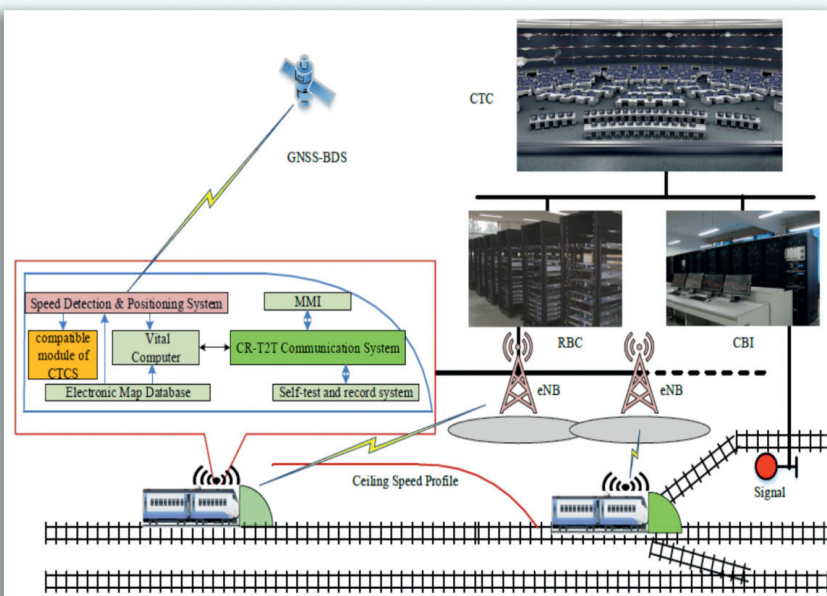 CTC
GNSS-BDS
Speed Detection & Positioning System
MMI
compatible
module of
CTCS
Vital
Computer
CR-T2T Communication System
Electronic Map Database
Self-test and record system
RBC
CBI
eNB
eNB
Ceiling Speed Profile
Signal